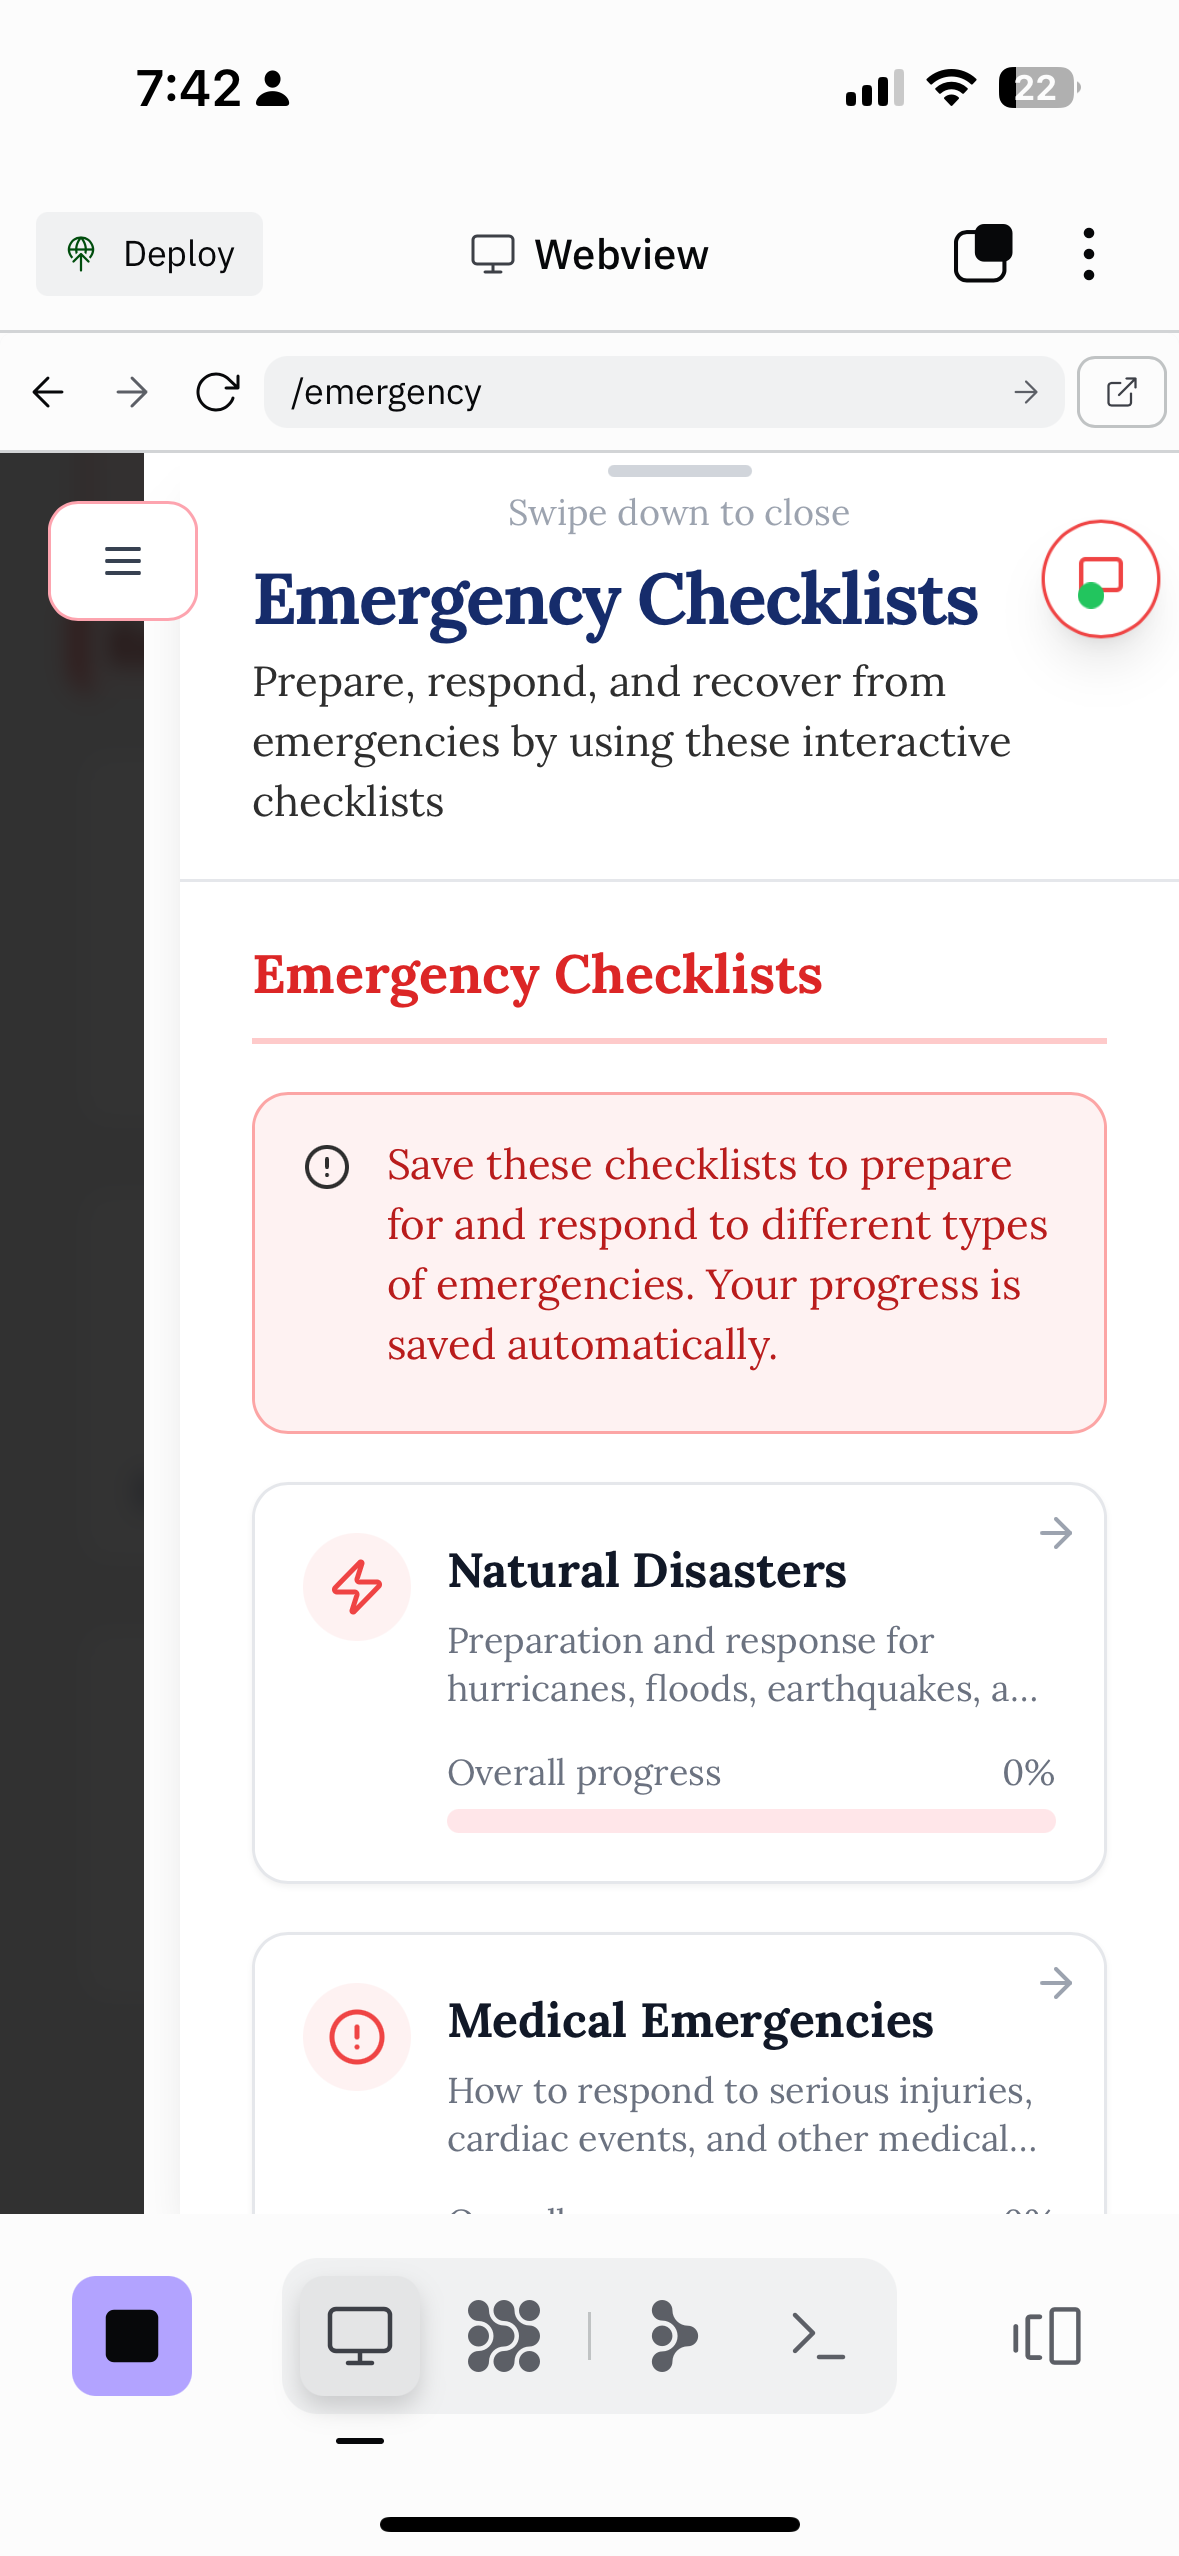 7:42
22
Deploy
Webview
/emergency
Swipe down to close
Emergency Checklists
Prepare, respond, and recover from
emergencies by using these interactive
checklists
Emergency Checklists
Save these checklists to prepare
for and respond to different types
of emergencies. Your progress is
saved automatically.
Natural Disasters
Preparation and response for
hurricanes, floods, earthquakes, a...
Overall progress 0%
Medical Emergencies
How to respond to serious injuries,
cardiac events, and other medical...